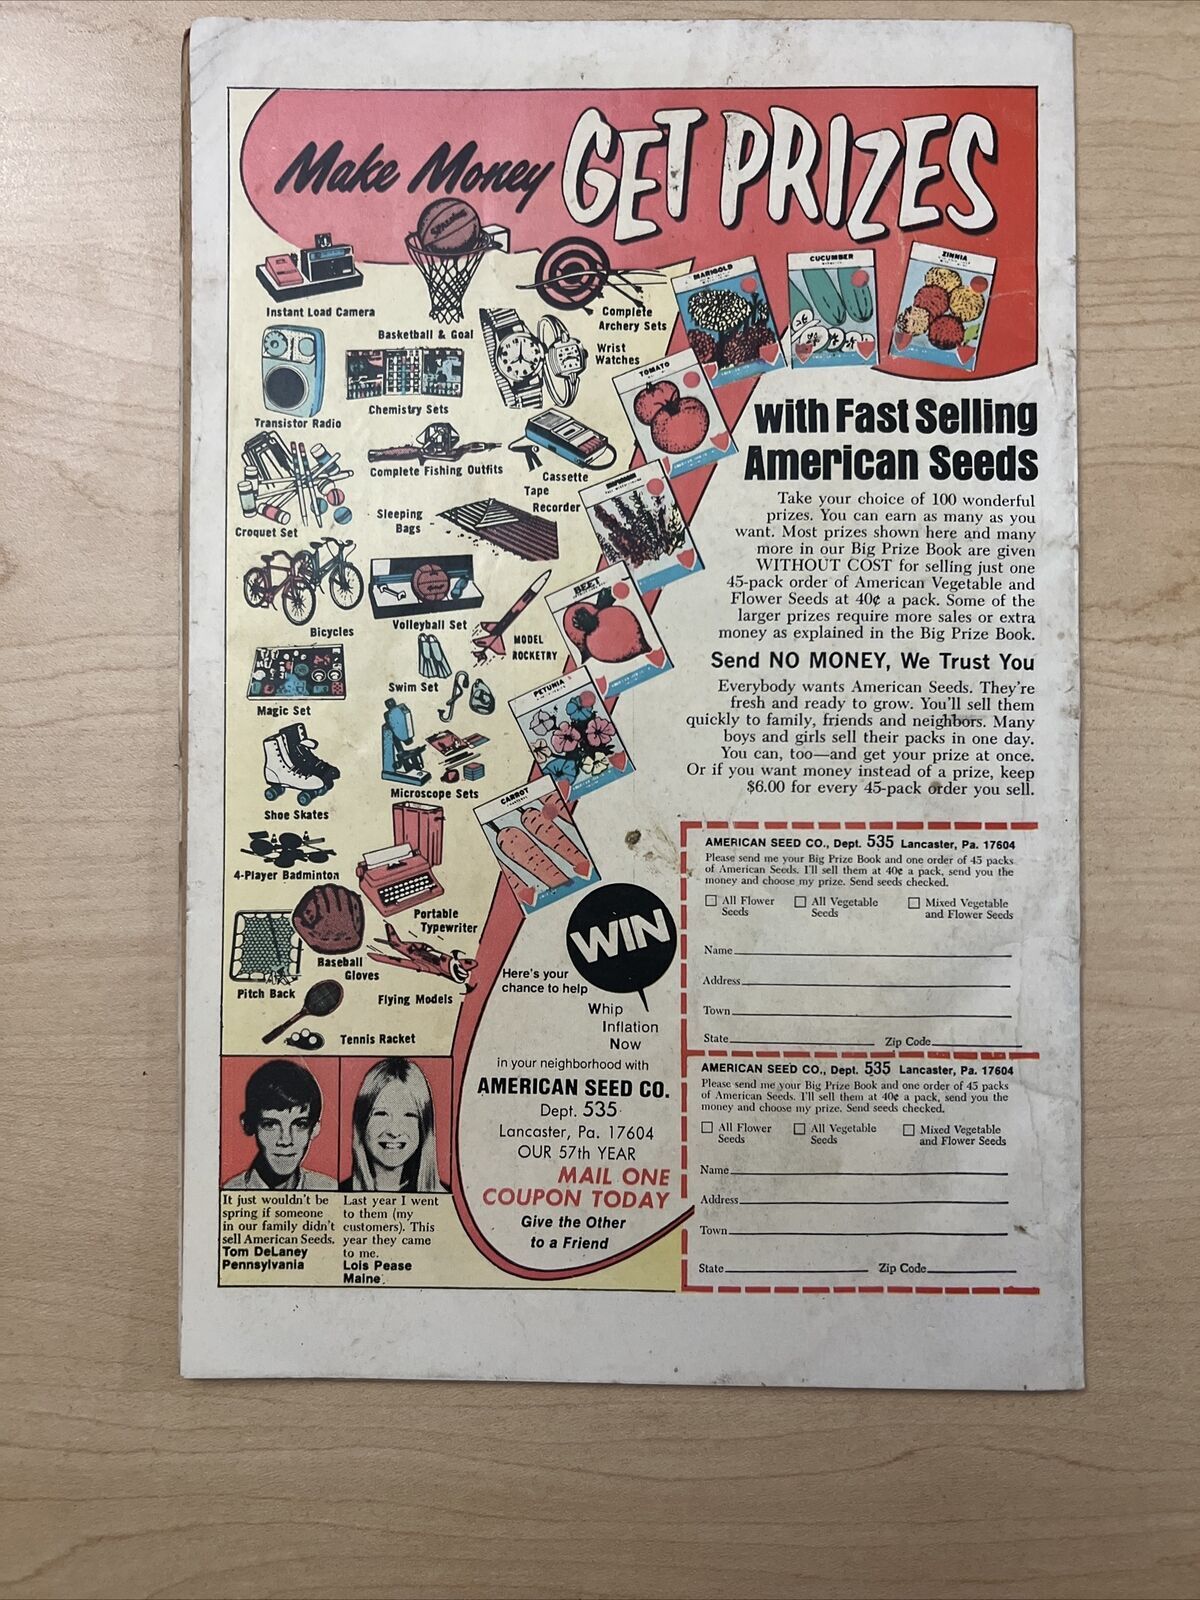 Make Money GET PRIZES
Spalding
Instant Load Camera
Basketball & Goal
Complete
Archery Sets
Wrist
Watches
Transistor Radio
Chemistry Sets
Complete Fishing Outfits
Cassette
Tape
Recorder
Croquet Set
Sleeping
Bags
Bicycles
Volleyball Set
MODEL
ROCKETRY
Magic Set
Swim Set
Shoe Skates
Microscope Sets
4-Player Badminton
Portable
Typewriter
Pitch Back
Baseball
Gloves
Flying Models
Tennis Racket
MARIGOLD
CUCUMBER
ZINNIA
TOMATO
BEET
PETUNIA
CARROT
with Fast Selling
American Seeds
Take your choice of 100 wonderful
prizes. You can earn as many as you
want. Most prizes shown here and many
more in our Big Prize Book are given
WITHOUT COST for selling just one
45-pack order of American Vegetable and
Flower Seeds at 40¢ a pack. Some of the
larger prizes require more sales or extra
money as explained in the Big Prize Book.
Send NO MONEY, We Trust You
Everybody wants American Seeds. They're
fresh and ready to grow. You'll sell them
quickly to family, friends and neighbors. Many
boys and girls sell their packs in one day.
You can, too—and get your prize at once.
Or if you want money instead of a prize, keep
$6.00 for every 45-pack order you sell.
WIN
Here's your
chance to help
Whip
Inflation
Now
in your neighborhood with
AMERICAN SEED CO.
Dept. 535
Lancaster, Pa. 17604
OUR 57th YEAR
MAIL ONE
COUPON TODAY
Give the Other
to a Friend
It just wouldn't be
spring if someone
in our family didn't
sell American Seeds.
Tom DeLaney
Pennsylvania
Last year I went
to them (my
customers). This
year they came
to me.
Lois Pease
Maine
AMERICAN SEED CO., Dept. 535 Lancaster, Pa. 17604
Please send me your Big Prize Book and one order of 45 packs
of American Seeds. I'll sell them at 40¢ a pack, send you the
money and choose my prize. Send seeds checked.
All Flower
Seeds
All Vegetable
Seeds
Mixed Vegetable
and Flower Seeds
Name
Address
Town
State Zip Code
AMERICAN SEED CO., Dept. 535 Lancaster, Pa. 17604
Please send me your Big Prize Book and one order of 45 packs
of American Seeds. I'll sell them at 40¢ a pack, send you the
money and choose my prize. Send seeds checked.
All Flower
Seeds
All Vegetable
Seeds
Mixed Vegetable
and Flower Seeds
Name
Address
Town
State Zip Code